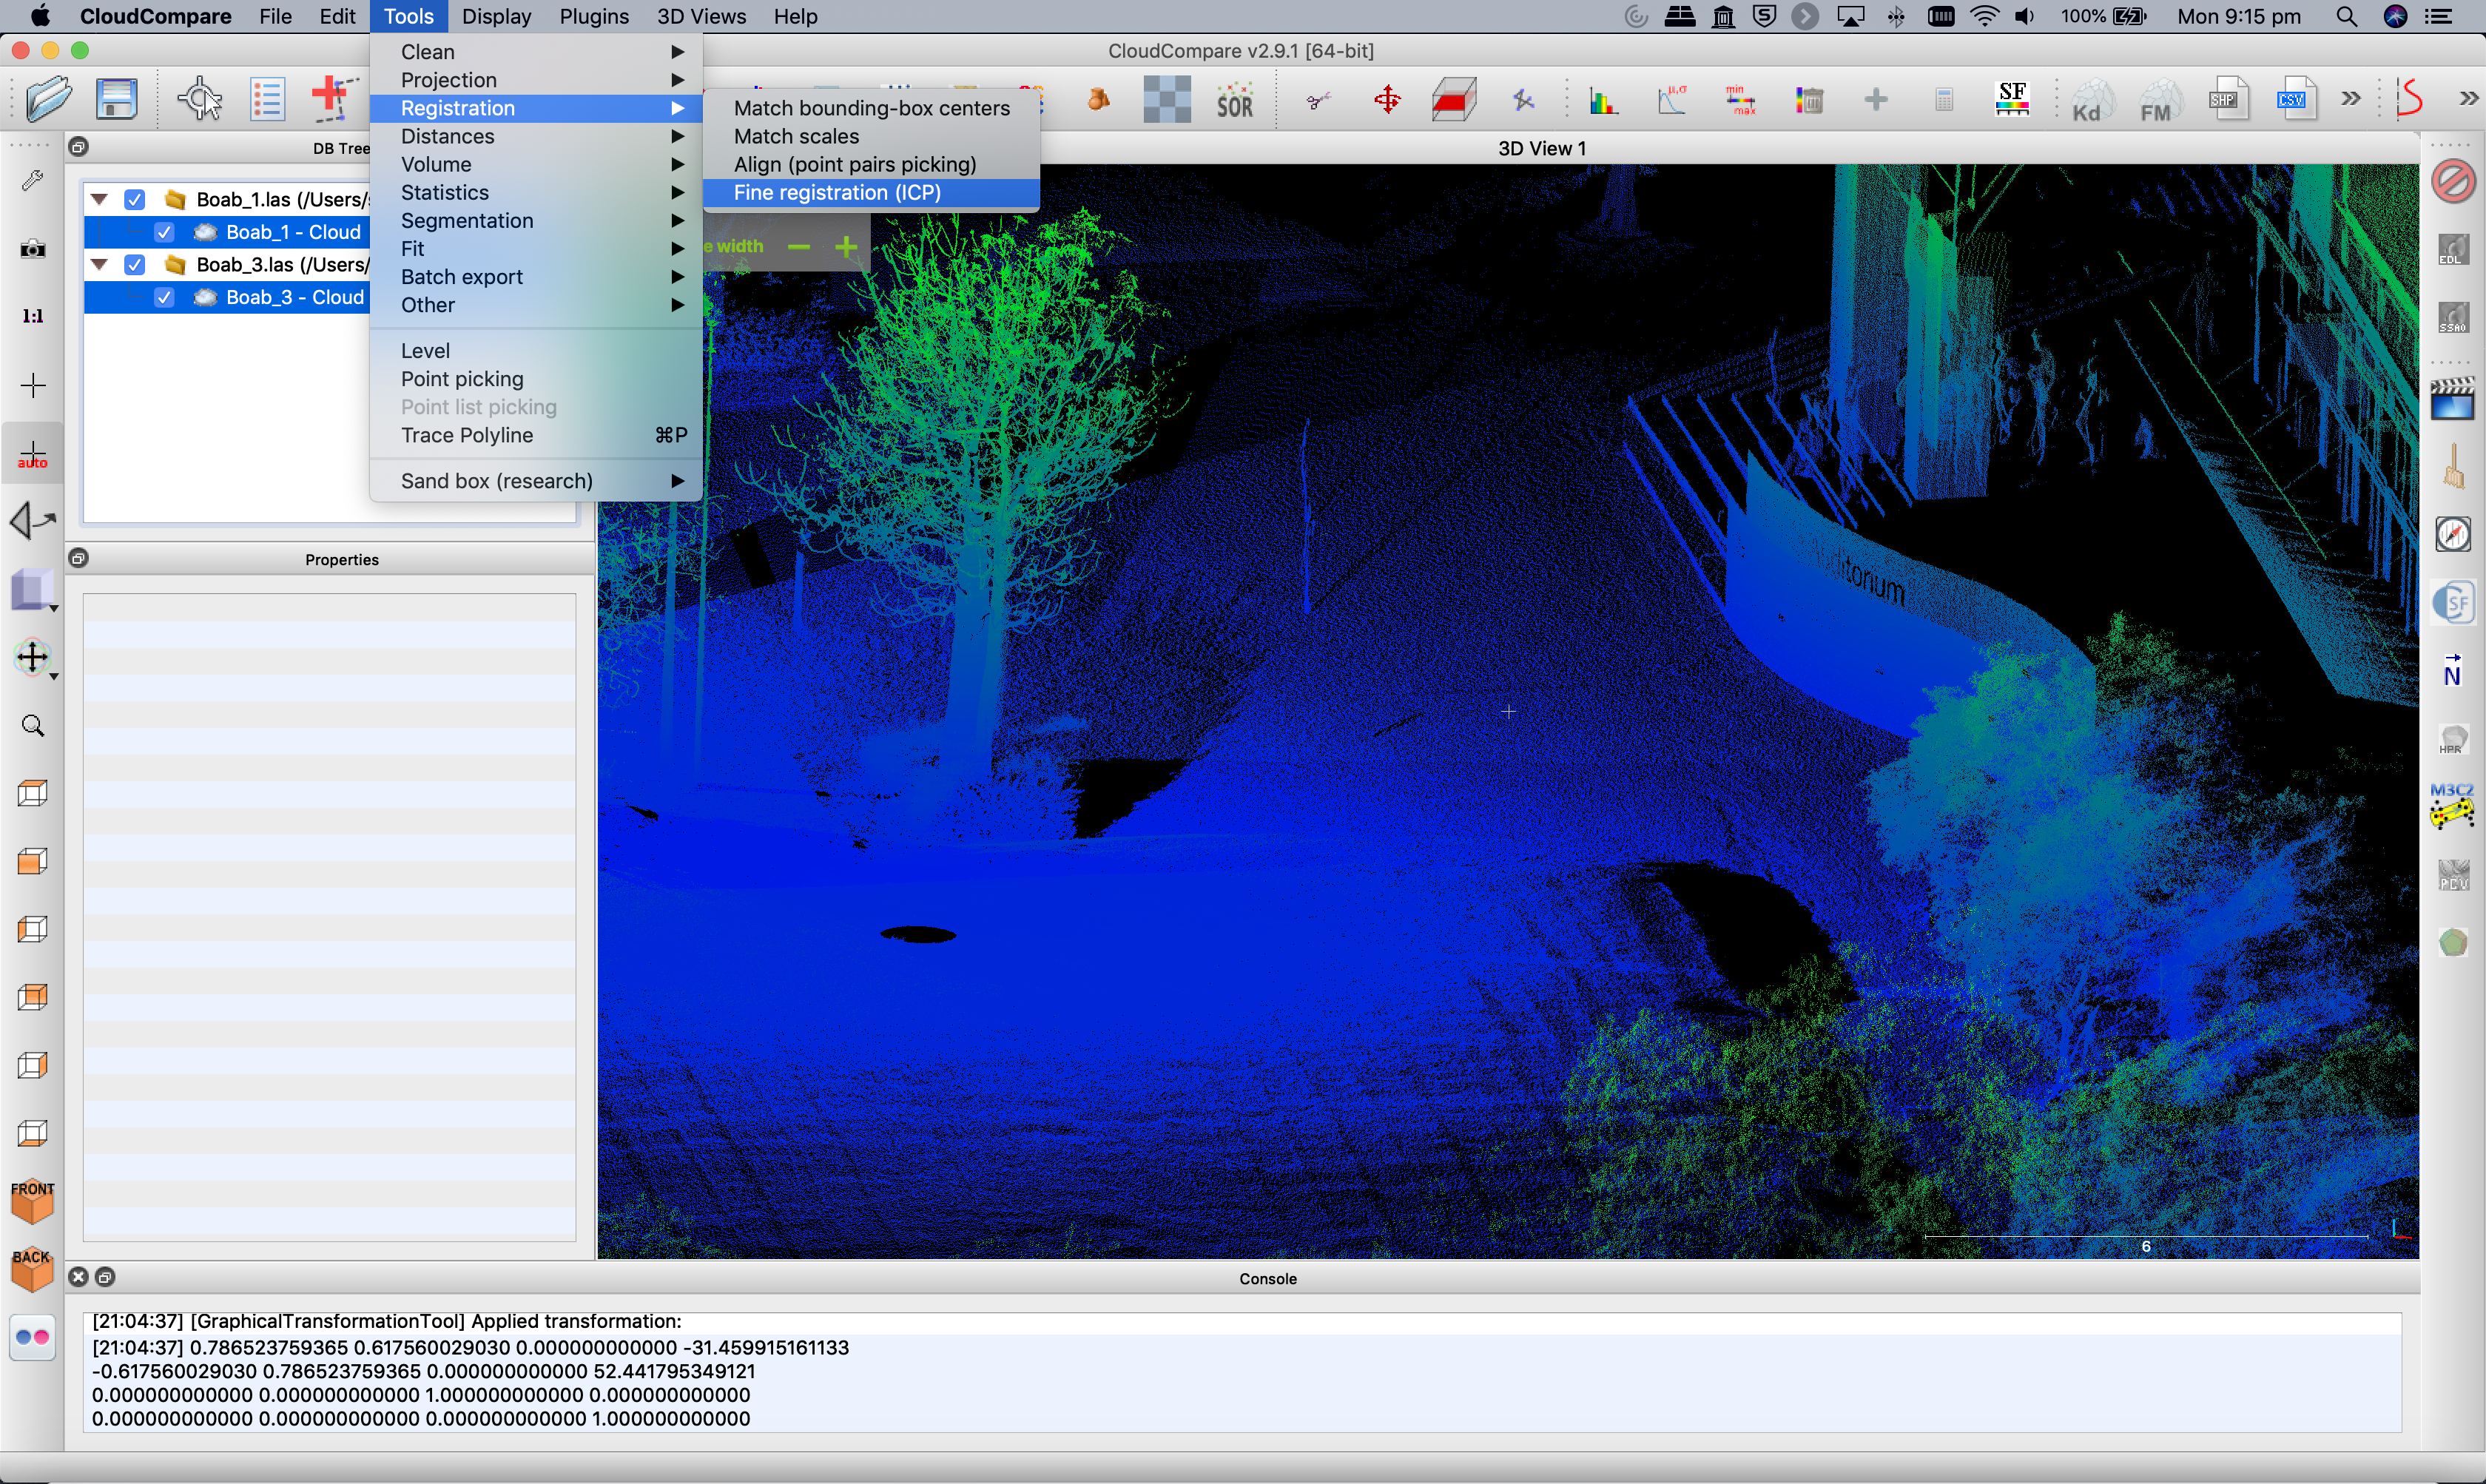 CloudCompare File Edit Tools Display Plugins 3D Views Help
100% Mon 9:15 pm
CloudCompare v2.9.1 [64-bit]
SOR
μ,σ
min
max
SF
Kd
FM
SHP
CSV
Clean
Projection
Registration
Distances
Volume
Statistics
Segmentation
Fit
Batch export
Other
Level
Point picking
Point list picking
Trace Polyline ⌘P
Sand box (research)
Match bounding-box centers
Match scales
Align (point pairs picking)
Fine registration (ICP)
DB Tree
Boab_1.las (/Users/
Boab_1 - Cloud
Boab_3.las (/Users/
Boab_3 - Cloud
3D View 1
e width
1:1
auto
Properties
FRONT
BACK
EDL
SSAO
SF
N
HPR
M3C2
PCV
6
Console
[21:04:37] [GraphicalTransformationTool] Applied transformation:
[21:04:37] 0.786523759365 0.617560029030 0.000000000000 -31.459915161133
-0.617560029030 0.786523759365 0.000000000000 52.441795349121
0.000000000000 0.000000000000 1.000000000000 0.000000000000
0.000000000000 0.000000000000 0.000000000000 1.000000000000